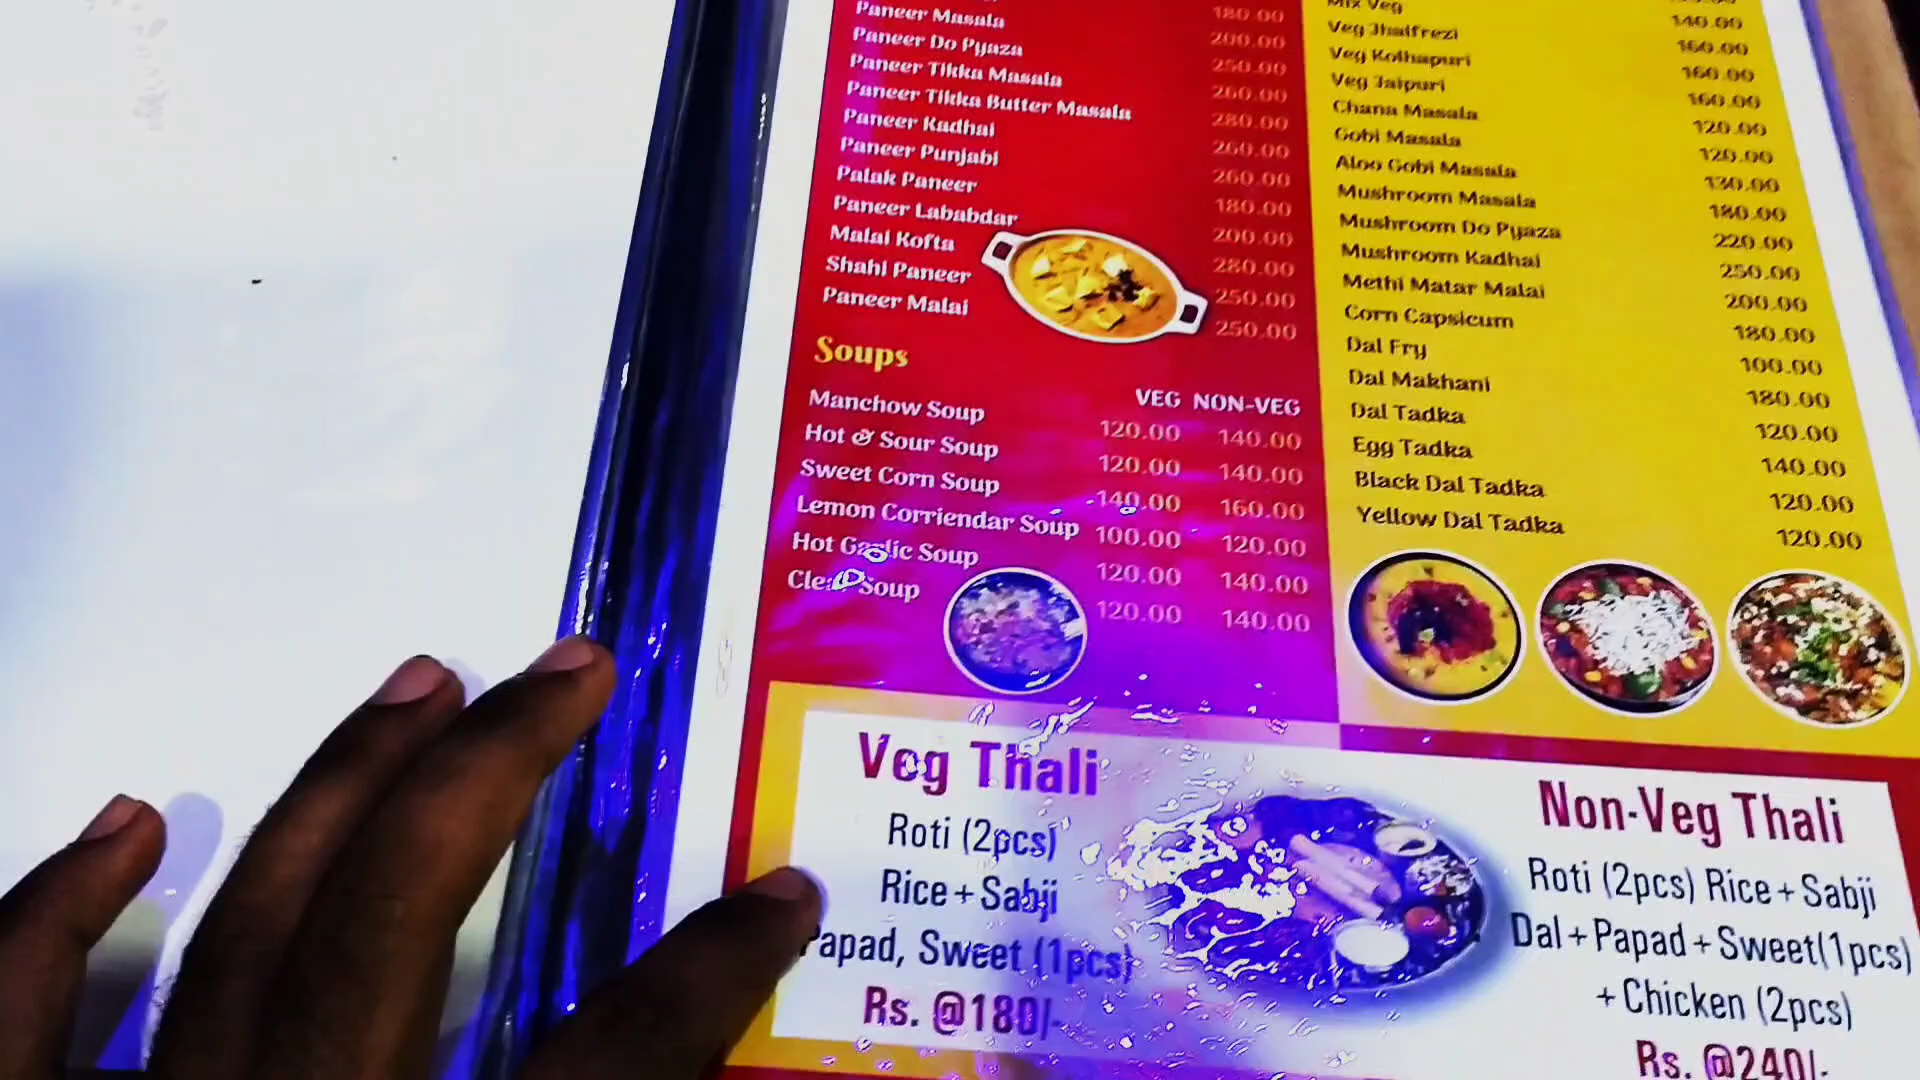 180.00
Paneer Masala 200.00
Paneer Do Pyaza 250.00
Paneer Tikka Masala 260.00
Paneer Tikka Butter Masala 280.00
Paneer Kadhai 260.00
Paneer Punjabi 260.00
Palak Paneer 180.00
Paneer Lababdar 200.00
Malai Kofta 280.00
Shahi Paneer 250.00
Paneer Malai 250.00
Soups
VEG NON-VEG
Manchow Soup 120.00 140.00
Hot & Sour Soup 120.00 140.00
Sweet Corn Soup 140.00 160.00
Lemon Corriendar Soup 100.00 120.00
Hot Garlic Soup 120.00 140.00
Clear Soup 120.00 140.00
Mix Veg 140.00
Veg Jhalfrezi 160.00
Veg Kolhapuri 160.00
Veg Jaipuri 160.00
Chana Masala 120.00
Gobi Masala 120.00
Aloo Gobi Masala 130.00
Mushroom Masala 180.00
Mushroom Do Pyaza 220.00
Mushroom Kadhai 250.00
Methi Matar Malai 200.00
Corn Capsicum 180.00
Dal Fry 100.00
Dal Makhani 180.00
Dal Tadka 120.00
Egg Tadka 140.00
Black Dal Tadka 120.00
Yellow Dal Tadka 120.00
Veg Thali
Roti (2pcs)
Rice + Sabji
Papad, Sweet (1pcs)
Rs. @180/-
Non-Veg Thali
Roti (2pcs) Rice + Sabji
Dal + Papad + Sweet(1pcs)
+ Chicken (2pcs)
Rs. @240/-